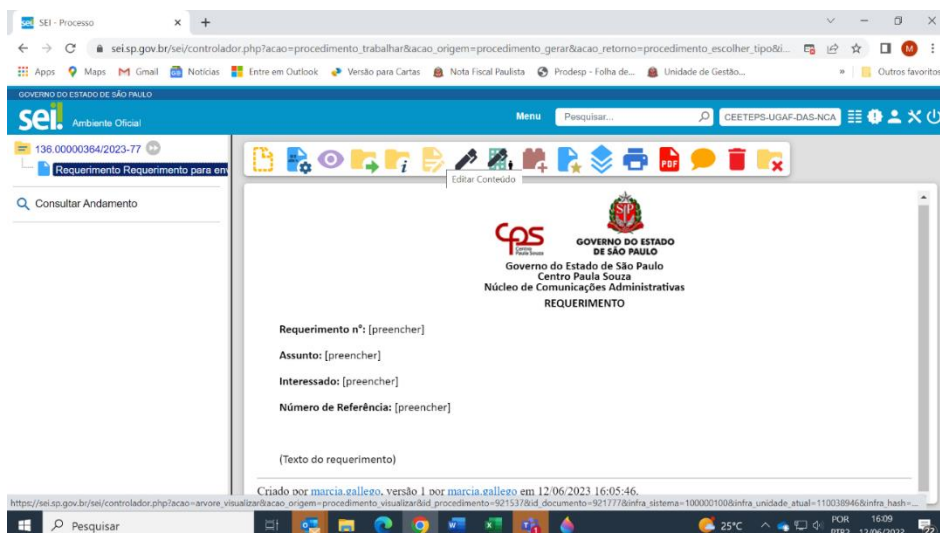 SEI - Processo
sei.sp.gov.br/sei/controlador.php?acao=procedimento_trabalhar&acao_origem=procedimento_gerar&acao_retorno=procedimento_escolher_tipo&i...
M
Apps Maps Gmail Notícias Entre em Outlook Versão para Cartas Nota Fiscal Paulista Prodesp - Folha de... Unidade de Gestão... » Outros favoritos
GOVERNO DO ESTADO DE SÃO PAULO
sei! Ambiente Oficial Menu Pesquisar... CEETEPS-UGAF-DAS-NCA
136.00000364/2023-77
Requerimento Requerimento para env
PDF
Editar Conteúdo
Consultar Andamento
SP
CPS
Centro
Paula Souza
GOVERNO DO ESTADO
DE SÃO PAULO
Governo do Estado de São Paulo
Centro Paula Souza
Núcleo de Comunicações Administrativas
REQUERIMENTO
Requerimento nº: [preencher]
Assunto: [preencher]
Interessado: [preencher]
Número de Referência: [preencher]
(Texto do requerimento)
Criado por marcia.gallego, versão 1 por marcia.gallego em 12/06/2023 16:05:46.
https://sei.sp.gov.br/sei/controlador.php?acao=arvore_visualizar&acao_origem=procedimento_visualizar&id_procedimento=921537&id_documento=921777&infra_sistema=100000100&infra_unidade_atual=110038946&infra_hash=...
Pesquisar 25°C POR 16:09
PTB2 12/06/2023 22